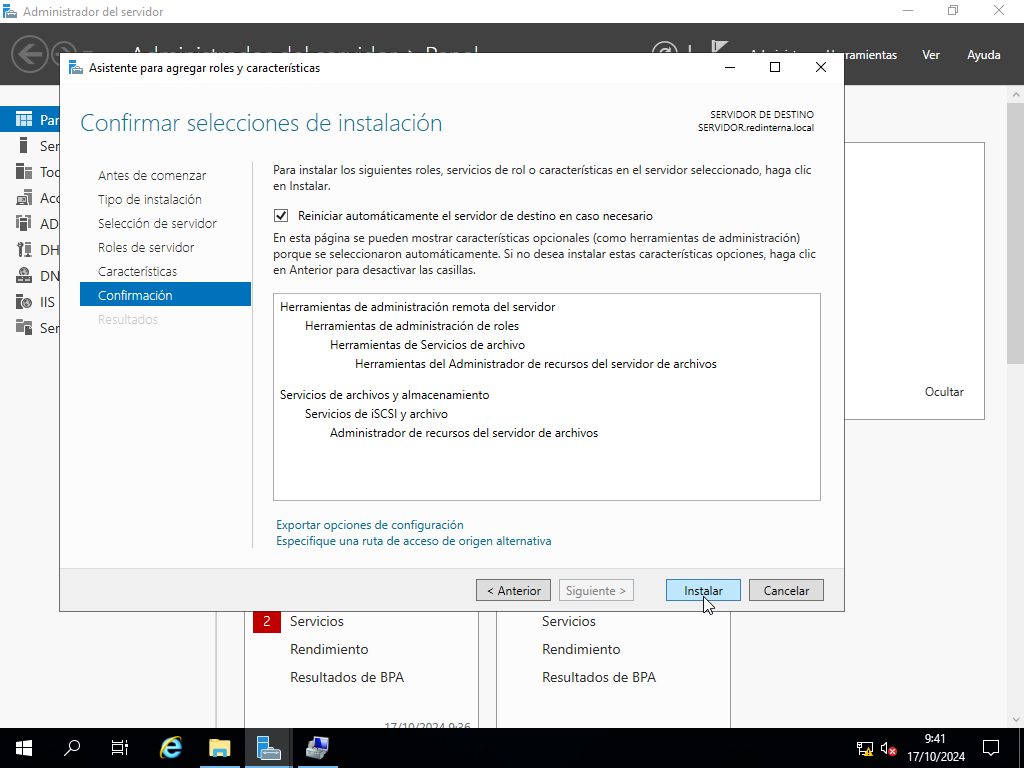 Administrador del servidor
Administrador del servidor › Panel
Ver
Ayuda
Asistente para agregar roles y características
Confirmar selecciones de instalación
SERVIDOR DE DESTINO
SERVIDOR.redinterna.local
Antes de comenzar
Tipo de instalación
Selección de servidor
Roles de servidor
Características
Confirmación
Resultados
Para instalar los siguientes roles, servicios de rol o características en el servidor seleccionado, haga clic
en Instalar.
Reiniciar automáticamente el servidor de destino en caso necesario
En esta página se pueden mostrar características opcionales (como herramientas de administración)
porque se seleccionaron automáticamente. Si no desea instalar estas características opciones, haga clic
en Anterior para desactivar las casillas.
Herramientas de administración remota del servidor
Herramientas de administración de roles
Herramientas de Servicios de archivo
Herramientas del Administrador de recursos del servidor de archivos
Servicios de archivos y almacenamiento
Servicios de iSCSI y archivo
Administrador de recursos del servidor de archivos
Exportar opciones de configuración
Especifique una ruta de acceso de origen alternativa
< Anterior
Siguiente >
Instalar
Cancelar
Par
Ser
Tod
Acc
AD
DH
DN
IIS
Ser
Ocultar
2 Servicios
Rendimiento
Resultados de BPA
17/10/2024 9:36
Servicios
Rendimiento
Resultados de BPA
9:41
17/10/2024